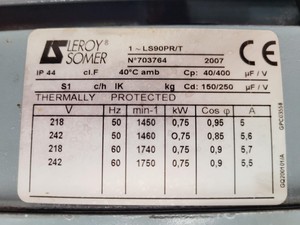 LEROY SOMER CE
1~LS90PR/T
N°703764 2007
IP 44 cl.F 40°C amb Cp: 40/400 µF / V
S1 c/h IK kg Cd: 150/250 µF / V
THERMALLY PROTECTED
V Hz min-1 kW Cos φ A
218 50 1450 0,75 0,95 5
242 50 1460 0,75 0,85 5,6
218 60 1740 0,75 0,9 5,7
242 60 1750 0,75 0,9 5,5